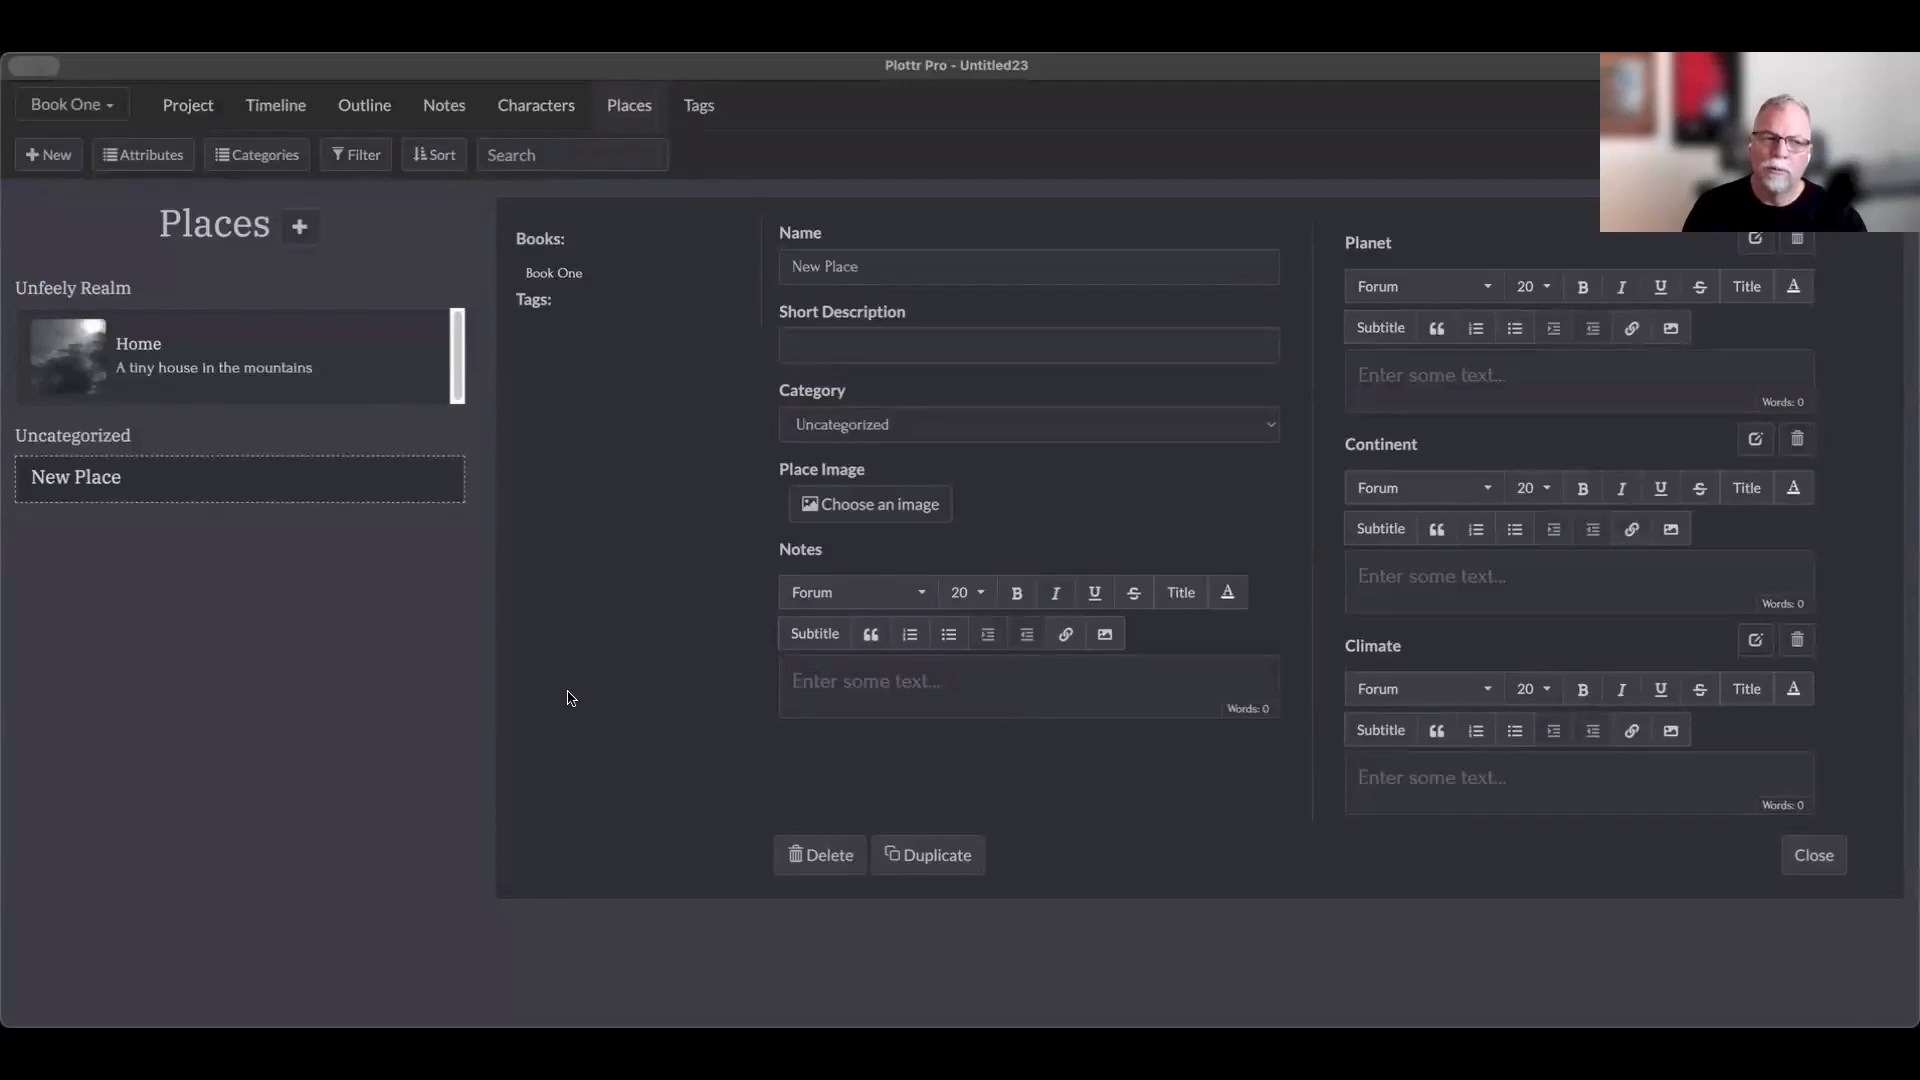 Plottr Pro - Untitled23
Book One
Project
Timeline
Outline
Notes
Characters
Places
Tags
New
Attributes
Categories
Filter
Sort
Search
Places
Unfeely Realm
Home
A tiny house in the mountains
Uncategorized
New Place
Books:
Book One
Tags:
Name
New Place
Short Description
Category
Uncategorized
Place Image
Choose an image
Notes
Forum 20 B I U S Title A
Subtitle
Enter some text...
Words: 0
Delete
Duplicate
Planet
Forum 20 B I U S Title A
Subtitle
Enter some text...
Words: 0
Continent
Forum 20 B I U S Title A
Subtitle
Enter some text...
Words: 0
Climate
Forum 20 B I U S Title A
Subtitle
Enter some text...
Words: 0
Close